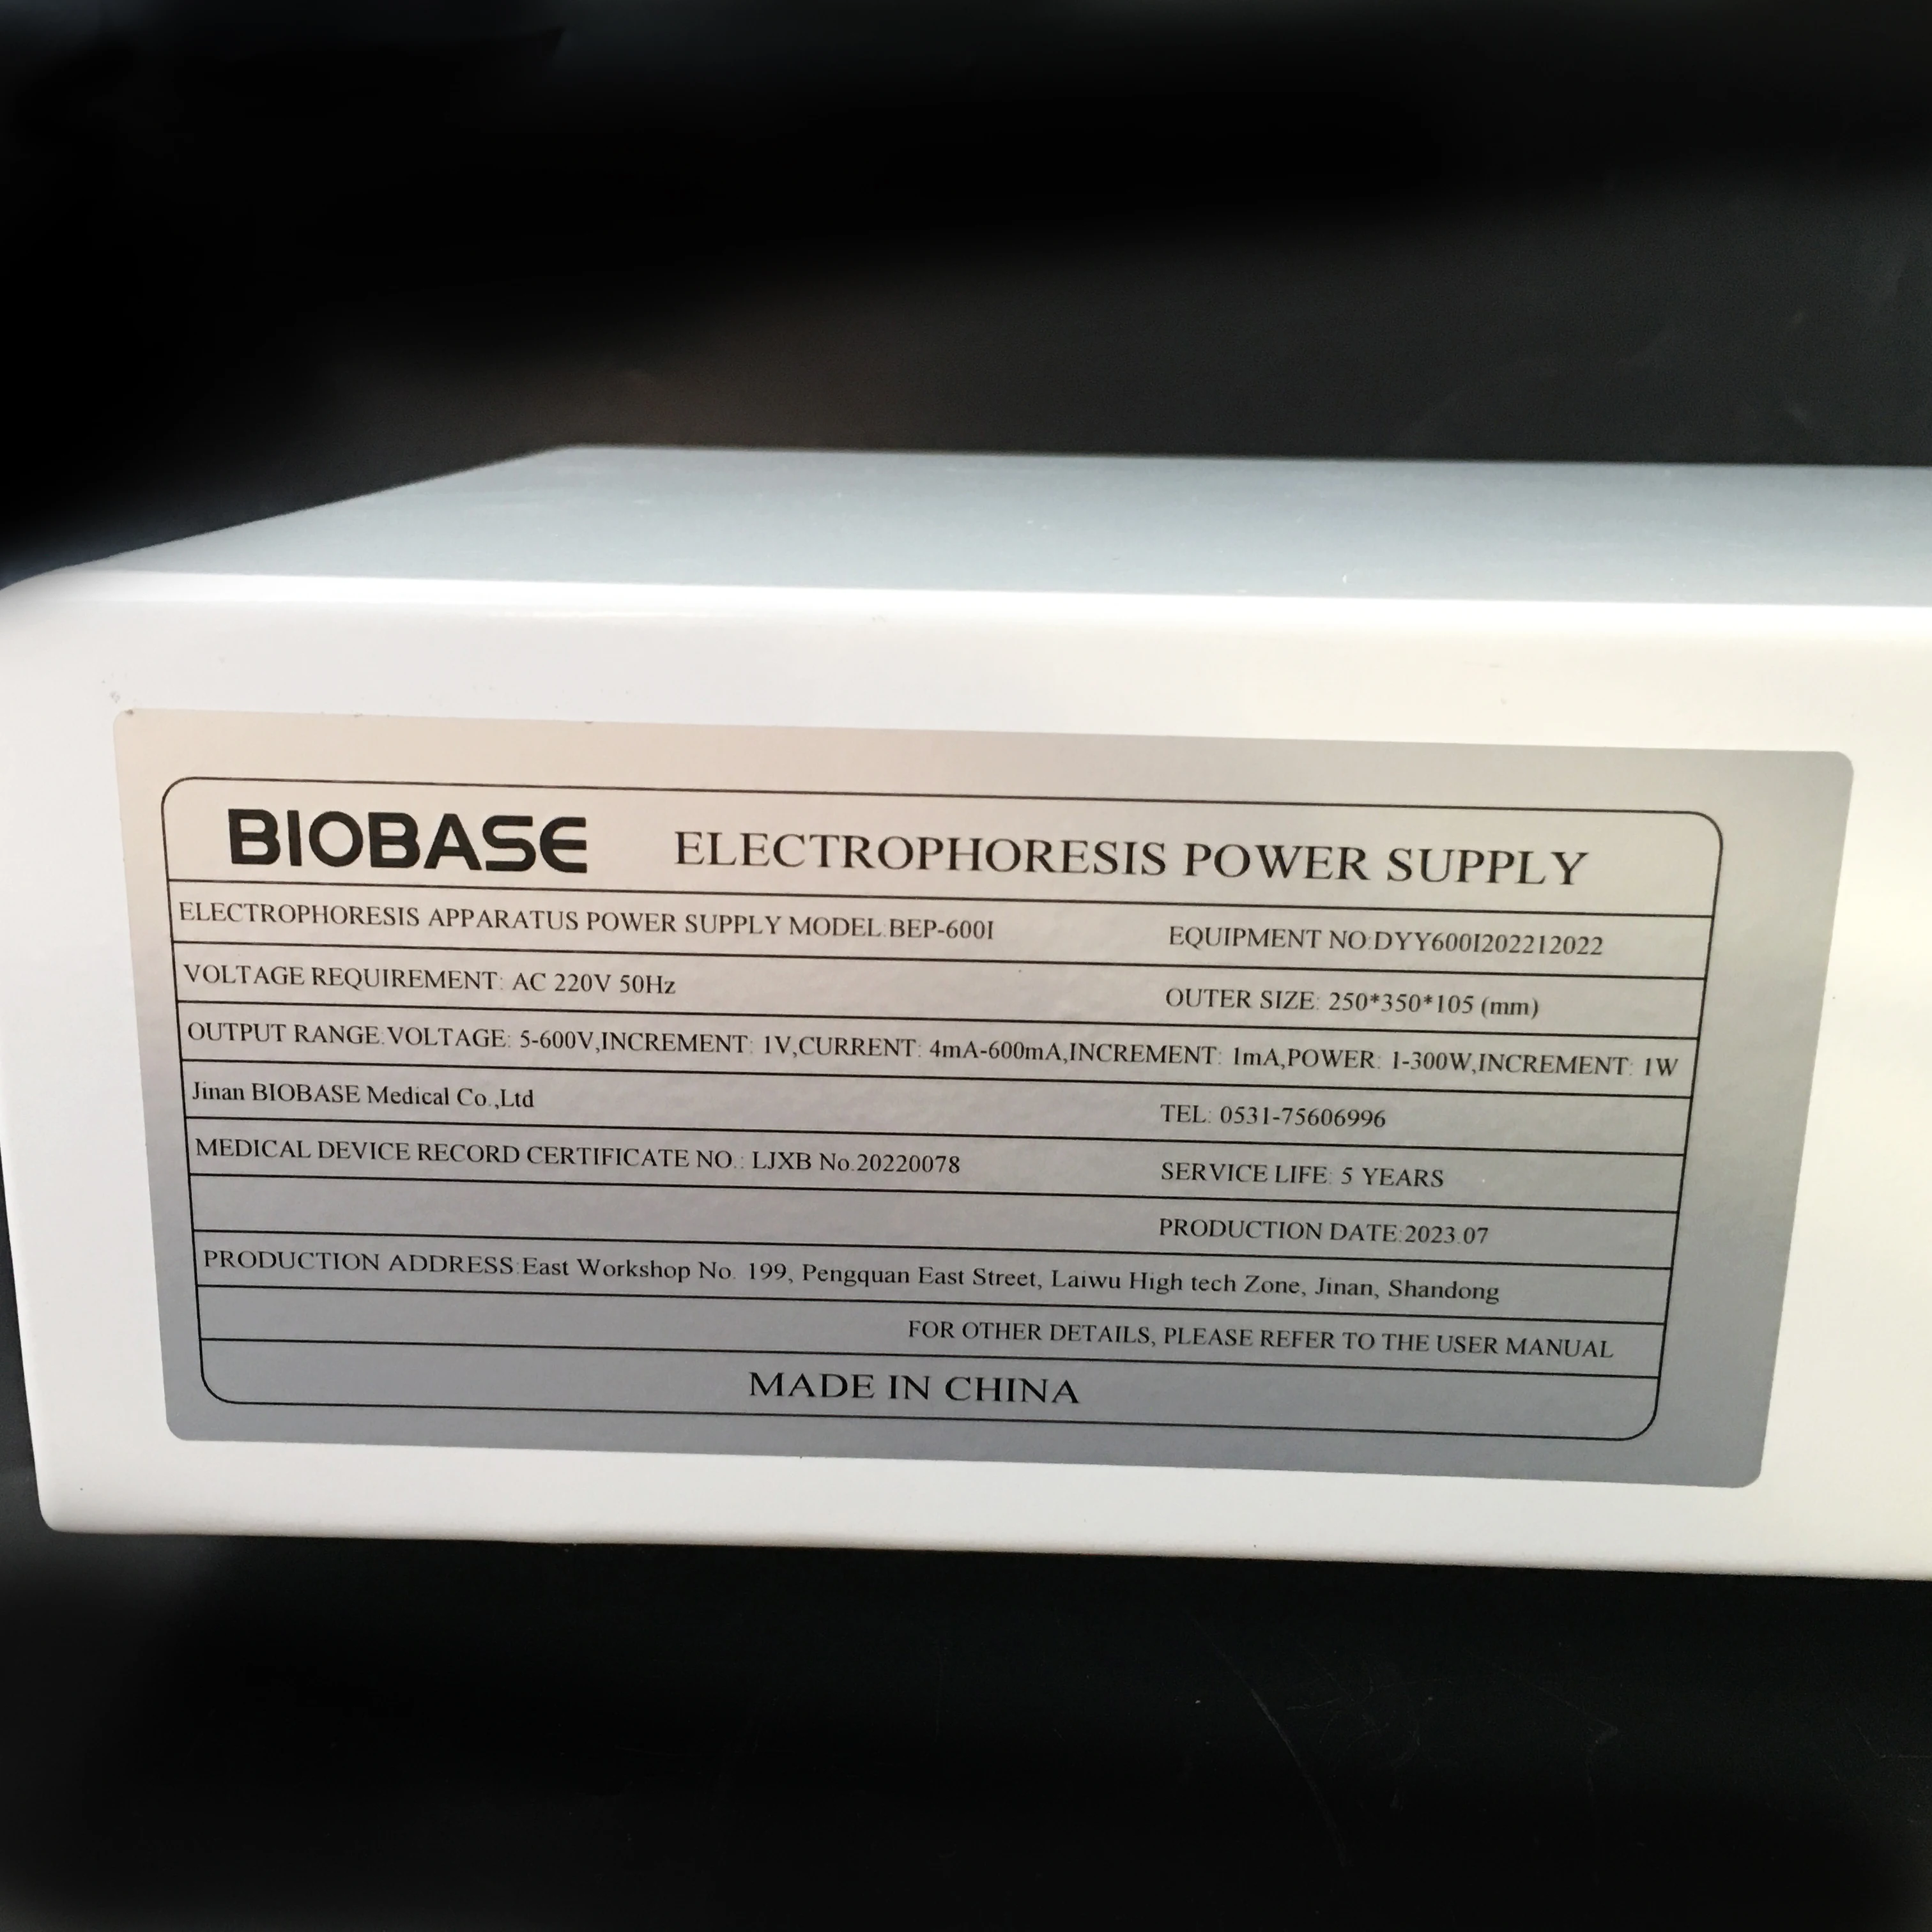 BIOBASE ELECTROPHORESIS POWER SUPPLY
ELECTROPHORESIS APPARATUS POWER SUPPLY MODEL:BEP-600I EQUIPMENT NO:DYY600I202212022
VOLTAGE REQUIREMENT: AC 220V 50Hz OUTER SIZE: 250*350*105 (mm)
OUTPUT RANGE:VOLTAGE: 5-600V,INCREMENT: 1V,CURRENT: 4mA-600mA,INCREMENT: 1mA,POWER: 1-300W,INCREMENT: 1W
Jinan BIOBASE Medical Co.,Ltd TEL: 0531-75606996
MEDICAL DEVICE RECORD CERTIFICATE NO.: LJXB No.20220078 SERVICE LIFE: 5 YEARS
PRODUCTION DATE:2023.07
PRODUCTION ADDRESS:East Workshop No. 199, Pengquan East Street, Laiwu High tech Zone, Jinan, Shandong
FOR OTHER DETAILS, PLEASE REFER TO THE USER MANUAL
MADE IN CHINA